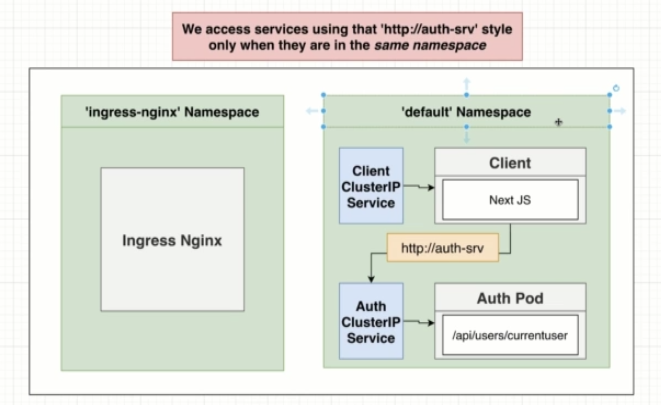 We access services using that 'http://auth-srv' style
only when they are in the same namespace
'ingress-nginx' Namespace
Ingress Nginx
'default' Namespace
Client
ClusterIP
Service
Client
Next JS
http://auth-srv
Auth
ClusterIP
Service
Auth Pod
/api/users/currentuser